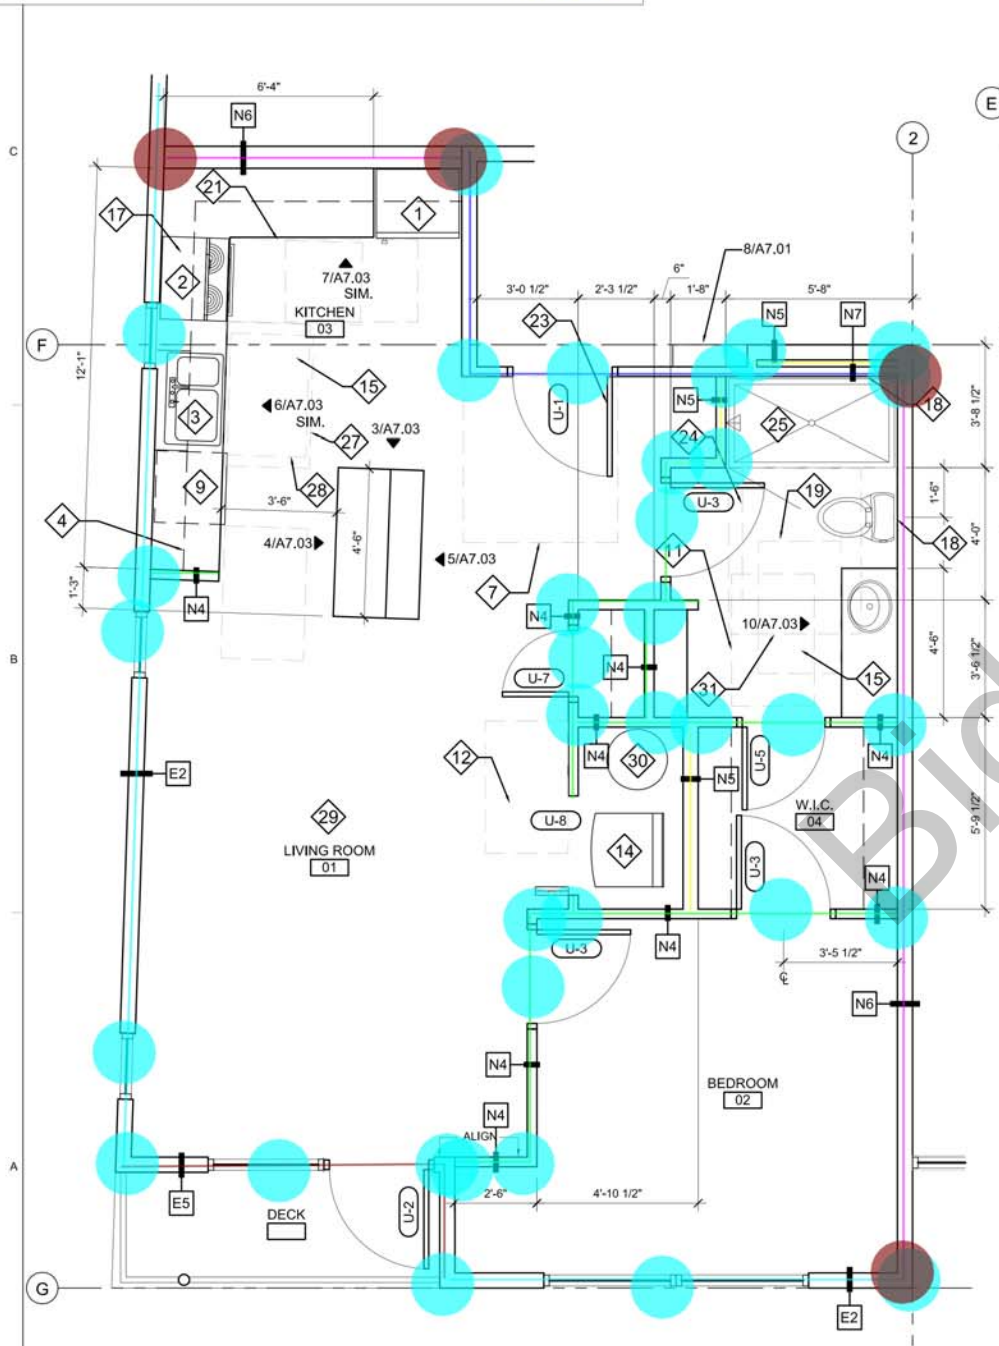 E
2
C
6'-4"
N6
21
1
17
2
7/A7.03
SIM.
KITCHEN
03
8/A7.01
6"
3'-0 1/2"
2'-3 1/2"
1'-8"
5'-8"
N5
N7
F
23
12'-1"
15
U-1
N5
18
3'-8 1/2"
3
6/A7.03
SIM.
3/A7.03
27
25
24
9
28
3'-6"
4'-6"
U-3
19
1'-6"
4'-0"
4
4/A7.03
5/A7.03
11
18
1'-3"
7
N4
N4
10/A7.03
4'-6"
3'-6 1/2"
B
U-7
N4
31
15
N4
N4
12
30
N5
U-5
E2
W.I.C.
04
5'-9 1/2"
29
U-8
14
LIVING ROOM
01
U-3
N4
U-3
N4
3'-5 1/2"
N6
N4
BEDROOM
02
N4
ALIGN
A
E5
2'-6"
4'-10 1/2"
U-2
DECK
G
E2
Bid